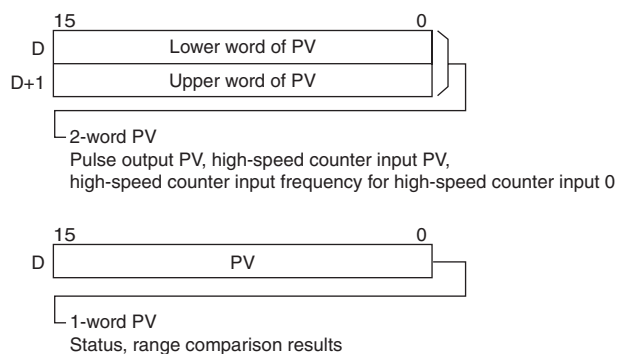 15 0
D Lower word of PV
D+1 Upper word of PV
2-word PV
Pulse output PV, high-speed counter input PV,
high-speed counter input frequency for high-speed counter input 0
15 0
D PV
1-word PV
Status, range comparison results